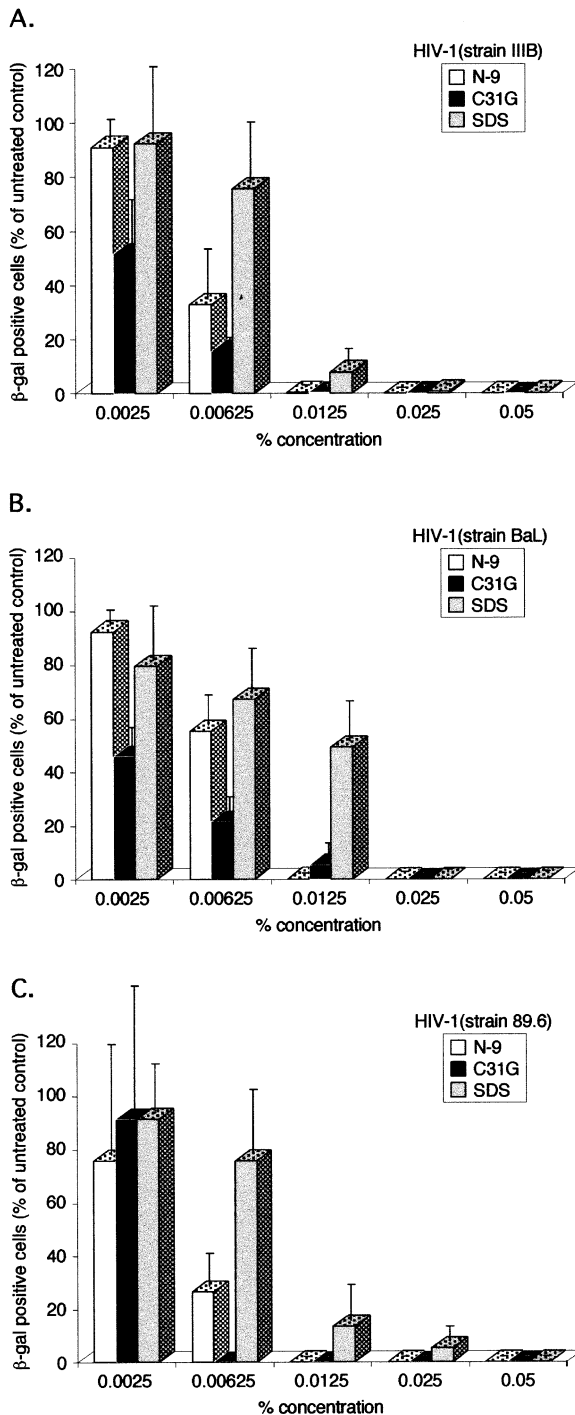 A.
HIV-1(strain IIIB)
N-9
C31G
SDS
β-gal positive cells (% of untreated control)
120
100
80
60
40
20
0
0.0025 0.00625 0.0125 0.025 0.05
% concentration
B.
HIV-1(strain BaL)
N-9
C31G
SDS
β-gal positive cells (% of untreated control)
120
100
80
60
40
20
0
0.0025 0.00625 0.0125 0.025 0.05
% concentration
C.
HIV-1(strain 89.6)
N-9
C31G
SDS
β-gal positive cells (% of untreated control)
120
100
80
60
40
20
0
0.0025 0.00625 0.0125 0.025 0.05
% concentration